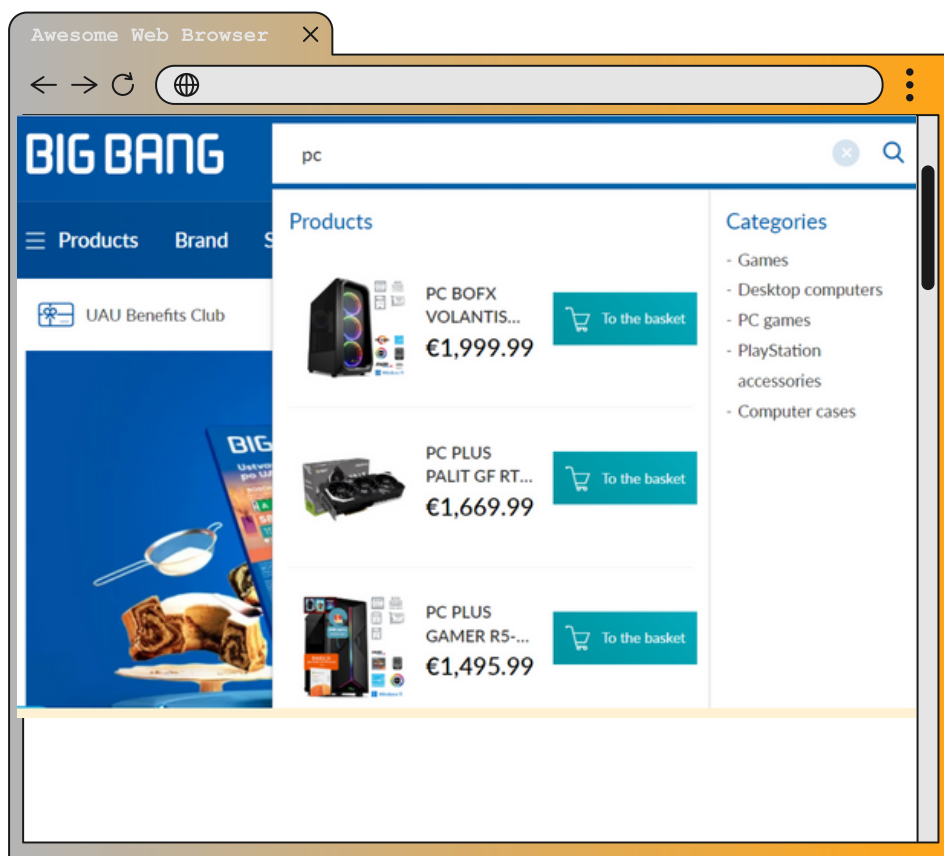 Awesome Web Browser
BIG BANG
pc
Products
Brand
S
UAU Benefits Club
BIG
Products
PC BOFX
VOLANTIS...
€1,999.99
To the basket
PC PLUS
PALIT GF RT...
€1,669.99
To the basket
PC PLUS
GAMER R5-...
€1,495.99
To the basket
Categories
- Games
- Desktop computers
- PC games
- PlayStation
accessories
- Computer cases